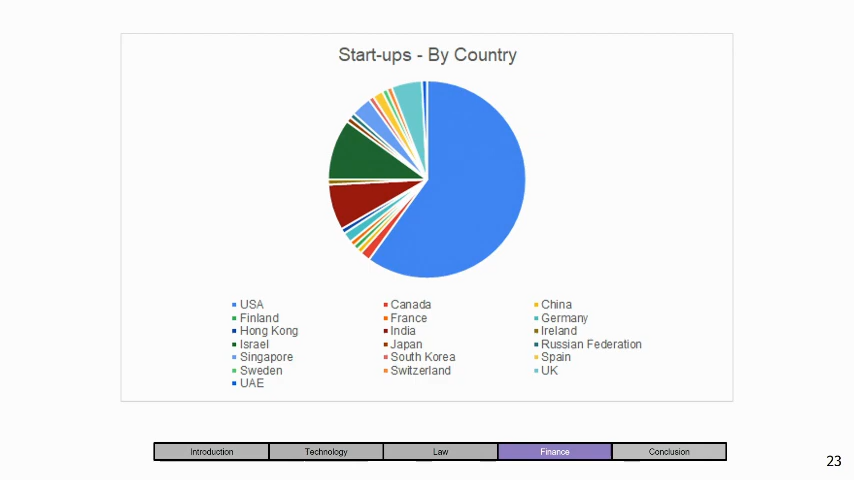 Start-ups - By Country
USA Canada China
Finland France Germany
Hong Kong India Ireland
Israel Japan Russian Federation
Singapore South Korea Spain
Sweden Switzerland UK
UAE
Introduction Technology Law Finance Conclusion
23